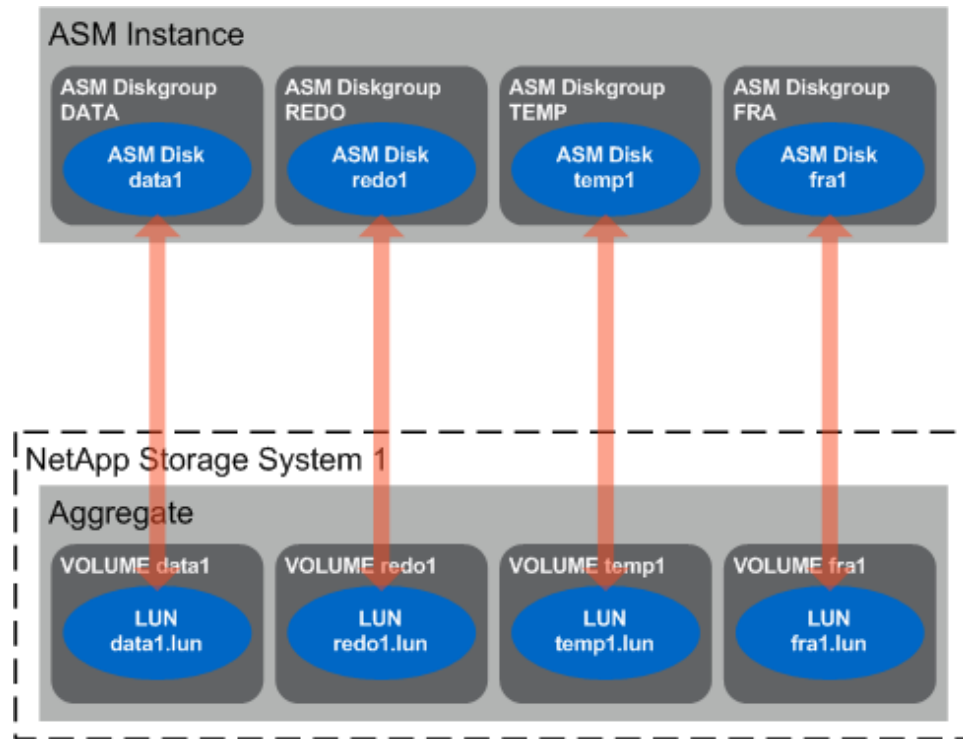 ASM Instance
ASM Diskgroup
DATA
ASM Disk
data1
ASM Diskgroup
REDO
ASM Disk
redo1
ASM Diskgroup
TEMP
ASM Disk
temp1
ASM Diskgroup
FRA
ASM Disk
fra1
NetApp Storage System 1
Aggregate
VOLUME data1
LUN
data1.lun
VOLUME redo1
LUN
redo1.lun
VOLUME temp1
LUN
temp1.lun
VOLUME fra1
LUN
fra1.lun